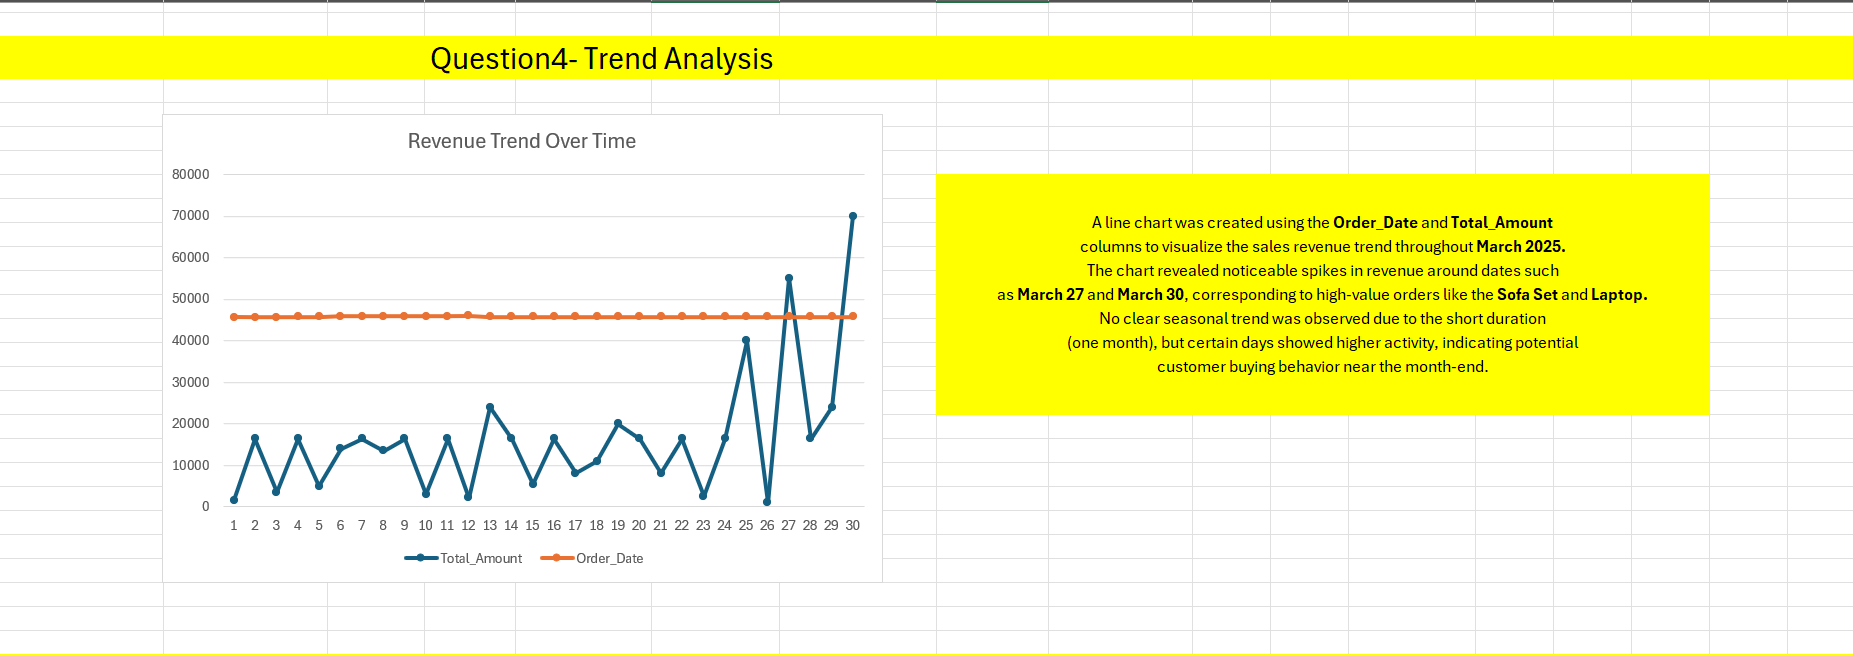 Question4- Trend Analysis
Revenue Trend Over Time
80000
70000
60000
50000
40000
30000
20000
10000
0
1 2 3 4 5 6 7 8 9 10 11 12 13 14 15 16 17 18 19 20 21 22 23 24 25 26 27 28 29 30
Total_Amount Order_Date
A line chart was created using the Order_Date and Total_Amount
columns to visualize the sales revenue trend throughout March 2025.
The chart revealed noticeable spikes in revenue around dates such
as March 27 and March 30, corresponding to high-value orders like the Sofa Set and Laptop.
No clear seasonal trend was observed due to the short duration
(one month), but certain days showed higher activity, indicating potential
customer buying behavior near the month-end.